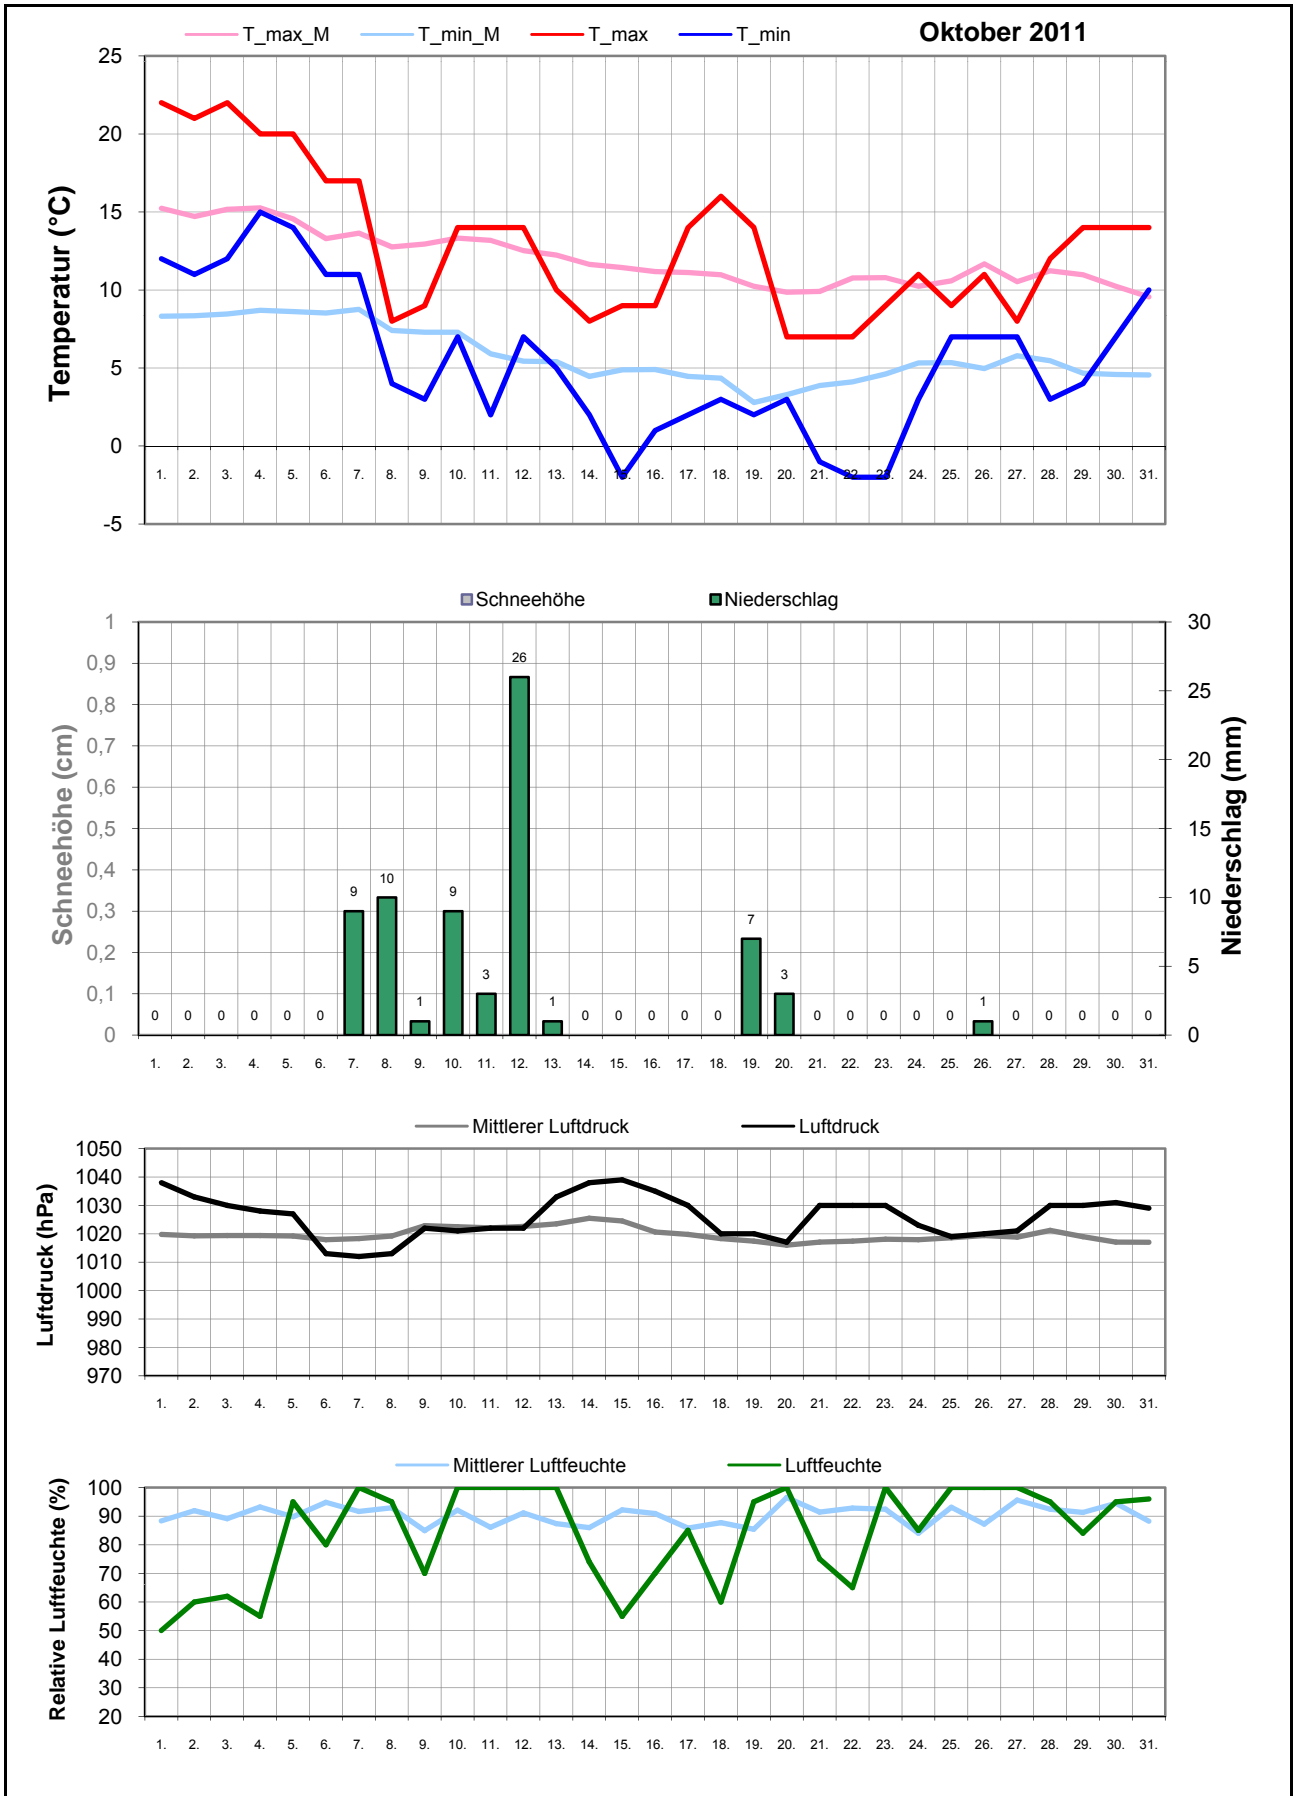 T_max_M T_min_M T_max T_min Oktober 2011
25
20
15
10
5
0
-5
Temperatur (°C)
1. 2. 3. 4. 5. 6. 7. 8. 9. 10. 11. 12. 13. 14. 15. 16. 17. 18. 19. 20. 21. 22. 23. 24. 25. 26. 27. 28. 29. 30. 31.
Schneehöhe Niederschlag
1 30
0,9
0,8 25
0,7
0,6 20
0,5 15
0,4
0,3 10
0,2 5
0,1
0 0
Schneehöhe (cm)
Niederschlag (mm)
0 0 0 0 0 0 9 10 1 9 3 26 1 0 0 0 0 0 7 3 0 0 0 0 0 1 0 0 0 0 0
1. 2. 3. 4. 5. 6. 7. 8. 9. 10. 11. 12. 13. 14. 15. 16. 17. 18. 19. 20. 21. 22. 23. 24. 25. 26. 27. 28. 29. 30. 31.
Mittlerer Luftdruck Luftdruck
1050
1040
1030
1020
1010
1000
990
980
970
Luftdruck (hPa)
1. 2. 3. 4. 5. 6. 7. 8. 9. 10. 11. 12. 13. 14. 15. 16. 17. 18. 19. 20. 21. 22. 23. 24. 25. 26. 27. 28. 29. 30. 31.
Mittlerer Luftfeuchte Luftfeuchte
100
90
80
70
60
50
40
30
20
Relative Luftfeuchte (%)
1. 2. 3. 4. 5. 6. 7. 8. 9. 10. 11. 12. 13. 14. 15. 16. 17. 18. 19. 20. 21. 22. 23. 24. 25. 26. 27. 28. 29. 30. 31.